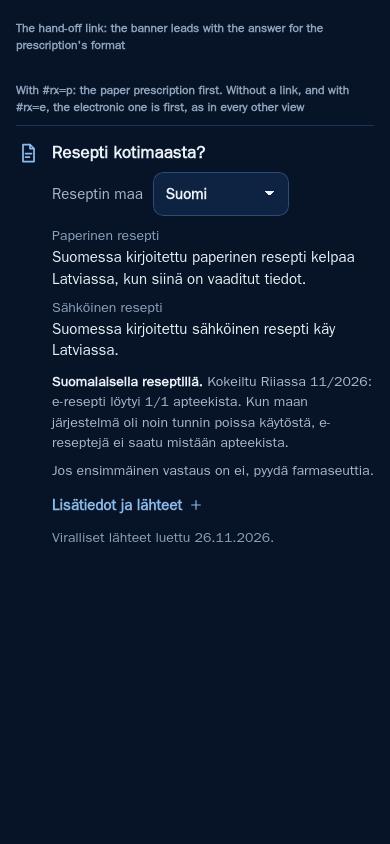 The hand-off link: the banner leads with the answer for the
prescription's format
With #rx=p: the paper prescription first. Without a link, and with
#rx=e, the electronic one is first, as in every other view
Resepti kotimaasta?
Reseptin maa
Suomi
Paperinen resepti
Suomessa kirjoitettu paperinen resepti kelpaa
Latviassa, kun siinä on vaaditut tiedot.
Sähköinen resepti
Suomessa kirjoitettu sähköinen resepti käy
Latviassa.
Suomalaisella reseptillä. Kokeiltu Riiassa 11/2026:
e-resepti löytyi 1/1 apteekista. Kun maan
järjestelmä oli noin tunnin poissa käytöstä, e-
reseptejä ei saatu mistään apteekista.
Jos ensimmäinen vastaus on ei, pyydä farmaseuttia.
Lisätiedot ja lähteet +
Viralliset lähteet luettu 26.11.2026.